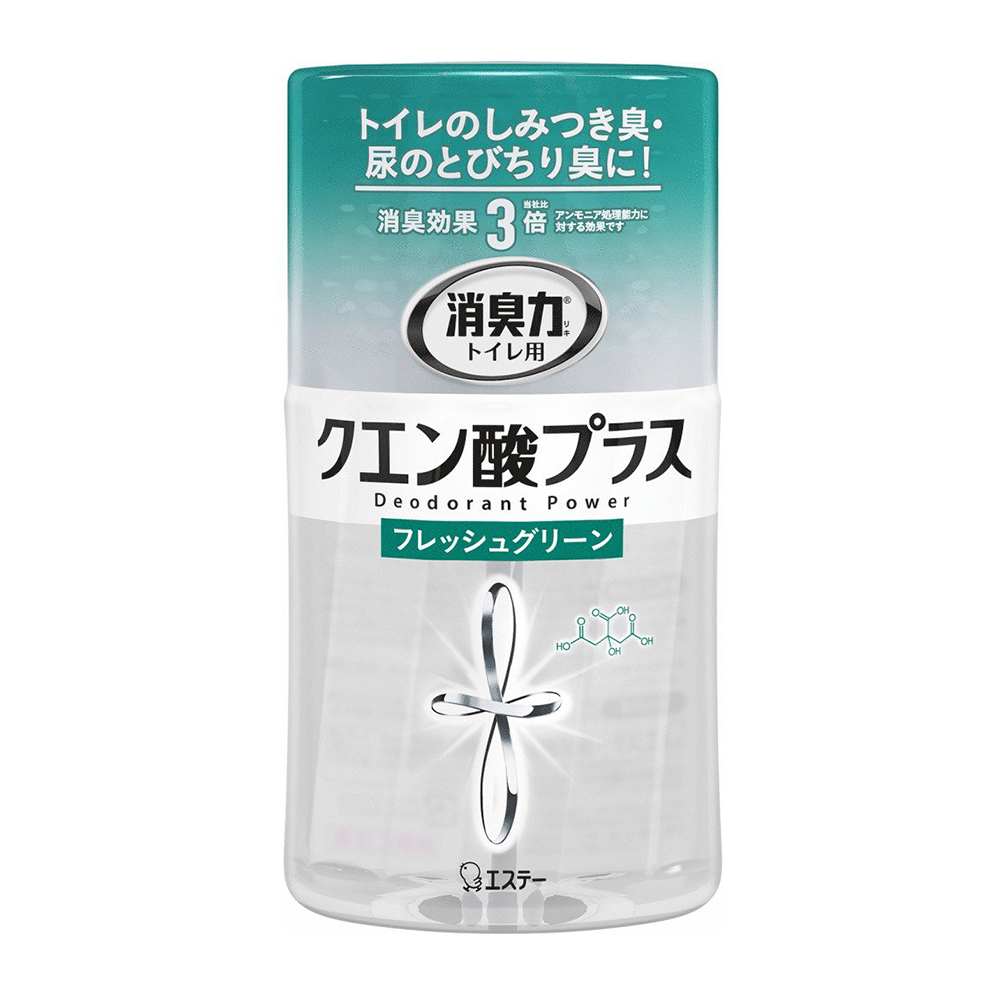 トイレのしみつき臭・
尿のとびちり臭に!
消臭効果3当社比倍 アンモニア処理能力に
対する効果です
消臭力®
リキ
トイレ用
クエン酸プラス
Deodorant Power
フレッシュグリーン
O OH
O O
HO OH
OH
エステー